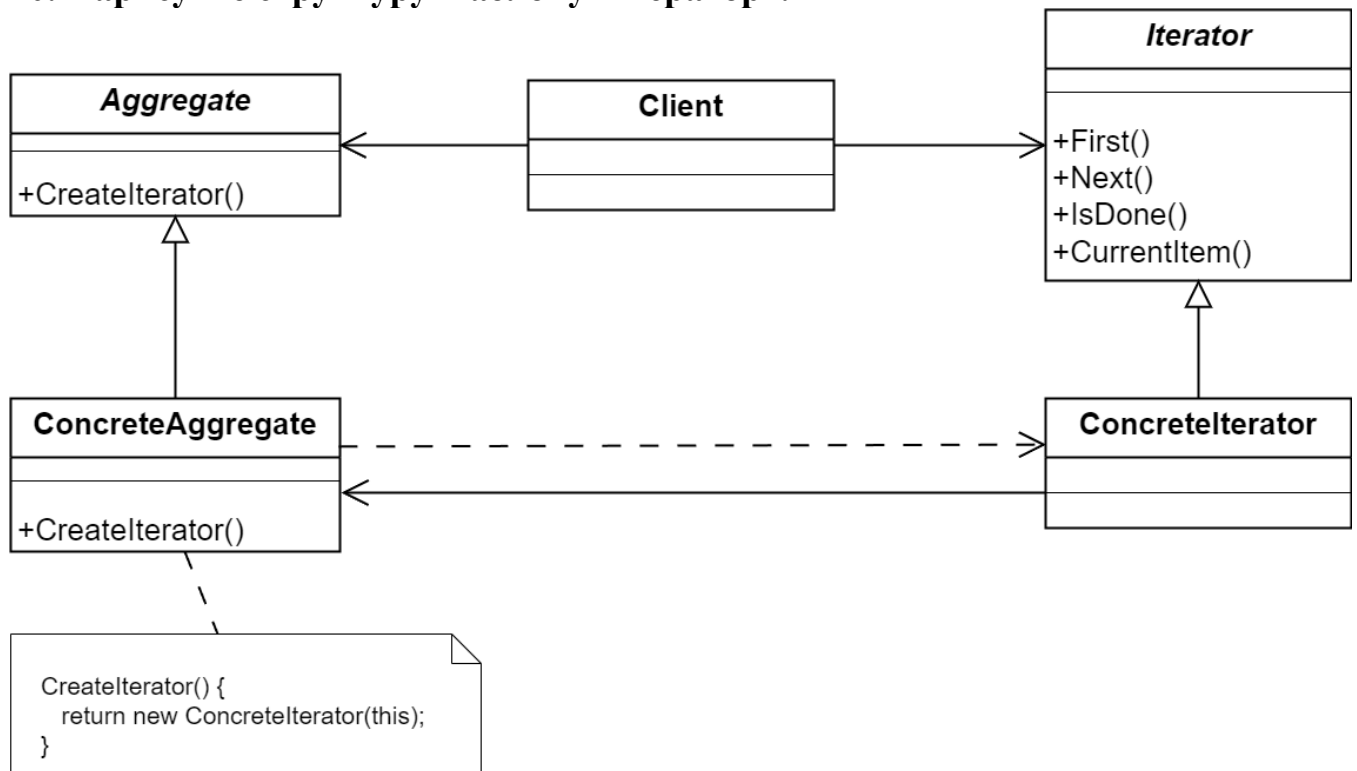 Iterator
Aggregate
Client
+First()
+Next()
+IsDone()
+CurrentItem()
+CreateIterator()
ConcreteAggregate
ConcreteIterator
+CreateIterator()
CreateIterator() {
return new ConcreteIterator(this);
}